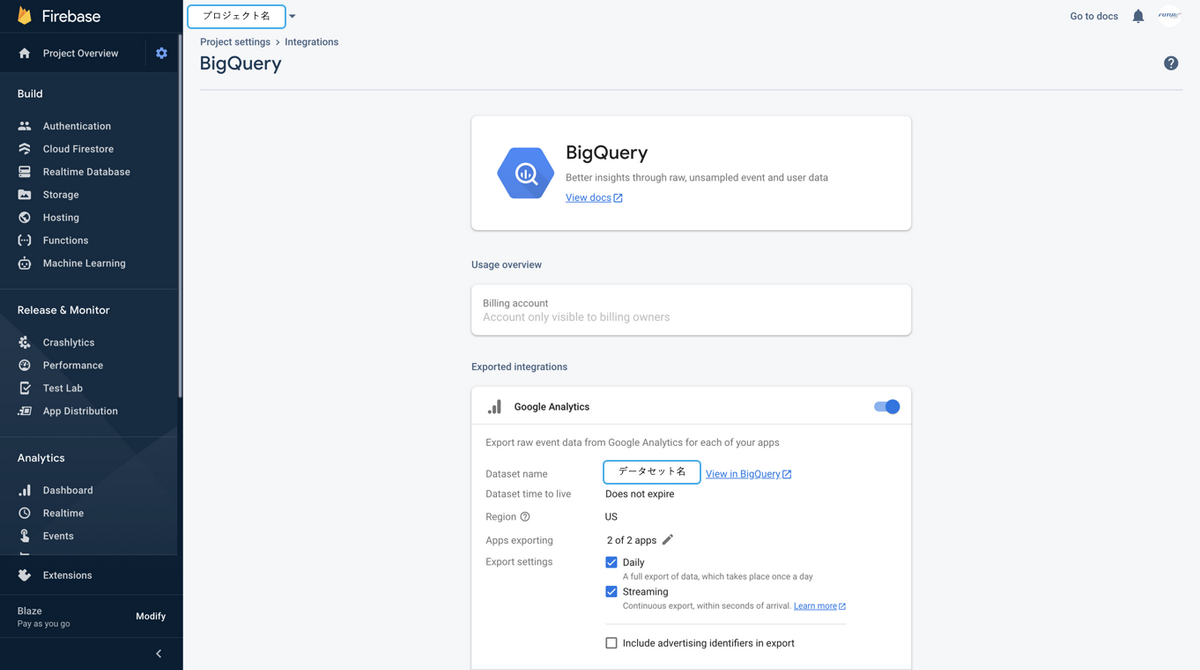 Firebase
プロジェクト名
Go to docs
Project Overview
Project settings > Integrations
BigQuery
Build
Authentication
Cloud Firestore
Realtime Database
Storage
Hosting
Functions
Machine Learning
Release & Monitor
Crashlytics
Performance
Test Lab
App Distribution
Analytics
Dashboard
Realtime
Events
Extensions
Blaze
Pay as you go
Modify
BigQuery
Better insights through raw, unsampled event and user data
View docs
Usage overview
Billing account
Account only visible to billing owners
Exported integrations
Google Analytics
Export raw event data from Google Analytics for each of your apps
Dataset name データセット名 View in BigQuery
Dataset time to live Does not expire
Region US
Apps exporting 2 of 2 apps
Export settings Daily
A full export of data, which takes place once a day
Streaming
Continuous export, within seconds of arrival. Learn more
Include advertising identifiers in export